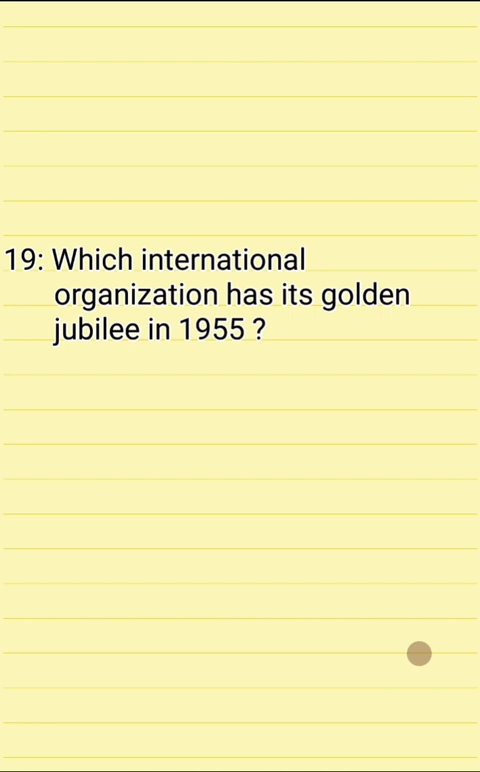 19: Which international
organization has its golden
jubilee in 1955 ?